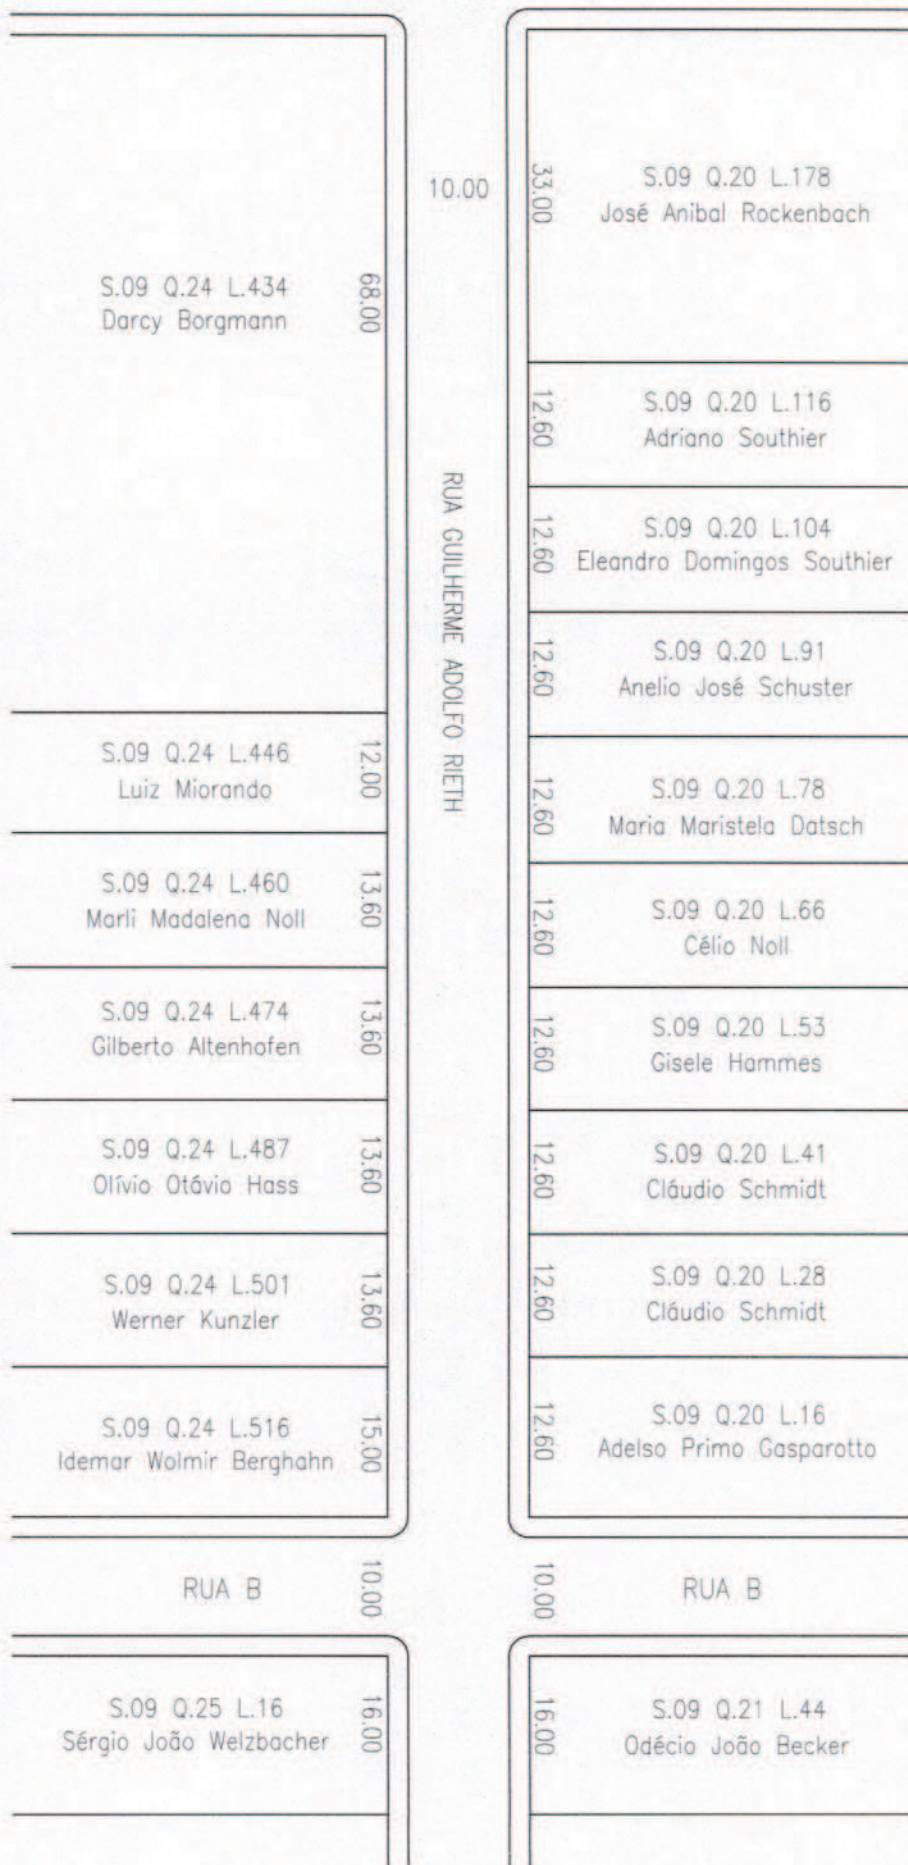 S.09 Q.24 L.434
Darcy Borgmann
68.00
S.09 Q.24 L.446
Luiz Miorando
12.00
S.09 Q.24 L.460
Marli Madalena Noll
13.60
S.09 Q.24 L.474
Gilberto Altenhofen
13.60
S.09 Q.24 L.487
Olívio Otávio Hass
13.60
S.09 Q.24 L.501
Werner Kunzler
13.60
S.09 Q.24 L.516
Idemar Wolmir Berghahn
15.00
RUA B
10.00
S.09 Q.25 L.16
Sérgio João Welzbacher
16.00
10.00
RUA GUILHERME ADOLFO RIETH
33.00
S.09 Q.20 L.178
José Anibal Rockenbach
12.60
S.09 Q.20 L.116
Adriano Southier
12.60
S.09 Q.20 L.104
Eleandro Domingos Southier
12.60
S.09 Q.20 L.91
Anelio José Schuster
12.60
S.09 Q.20 L.78
Maria Maristela Datsch
12.60
S.09 Q.20 L.66
Célio Noll
12.60
S.09 Q.20 L.53
Gisele Hammes
12.60
S.09 Q.20 L.41
Cláudio Schmidt
12.60
S.09 Q.20 L.28
Cláudio Schmidt
12.60
S.09 Q.20 L.16
Adelso Primo Gasparotto
10.00
RUA B
16.00
S.09 Q.21 L.44
Odécio João Becker